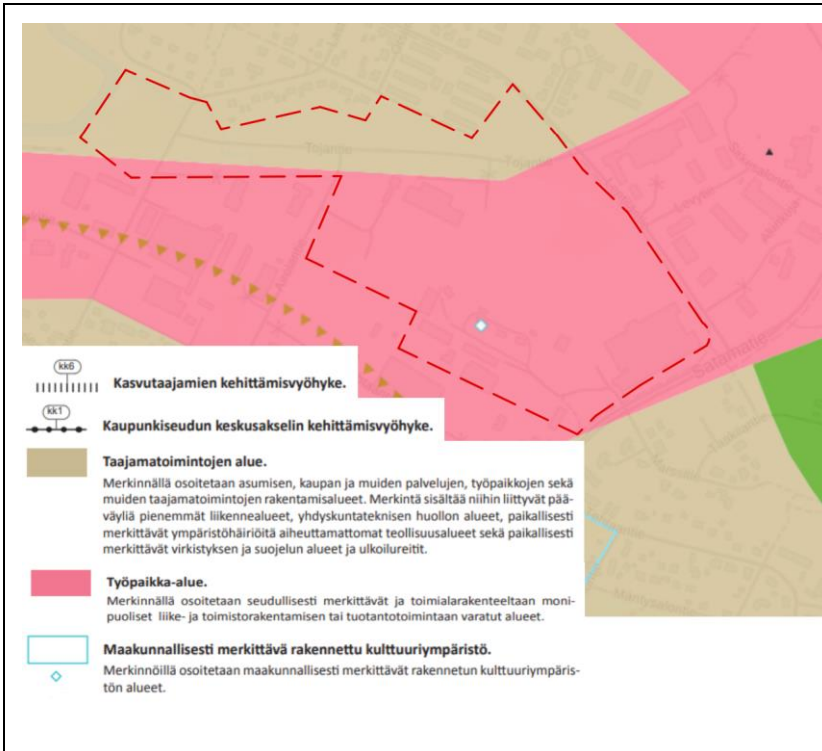 Tojantie
Tojantie
Satamatie
kk6
Kasvutaajamien kehittämisvyöhyke.
kk1
Kaupunkiseudun keskusakselin kehittämisvyöhyke.
Taajamatoimintojen alue.
Merkinnällä osoitetaan asumisen, kaupan ja muiden palvelujen, työpaikkojen sekä
muiden taajamatoimintojen rakentamisalueet. Merkintä sisältää niihin liittyvät pää-
väyliä pienemmät liikennealueet, yhdyskuntateknisen huollon alueet, paikallisesti
merkittävät ympäristöhäiriöitä aiheuttamattomat teollisuusalueet sekä paikallisesti
merkittävät virkistyksen ja suojelun alueet ja ulkoilureitit.
Työpaikka-alue.
Merkinnällä osoitetaan seudullisesti merkittävät ja toimialarakenteeltaan moni-
puoliset liike- ja toimistorakentamisen tai tuotantotoimintaan varatut alueet.
Maakunnallisesti merkittävä rakennettu kulttuuriympäristö.
Merkinnöillä osoitetaan maakunnallisesti merkittävät rakennetun kulttuuriympäris-
tön alueet.